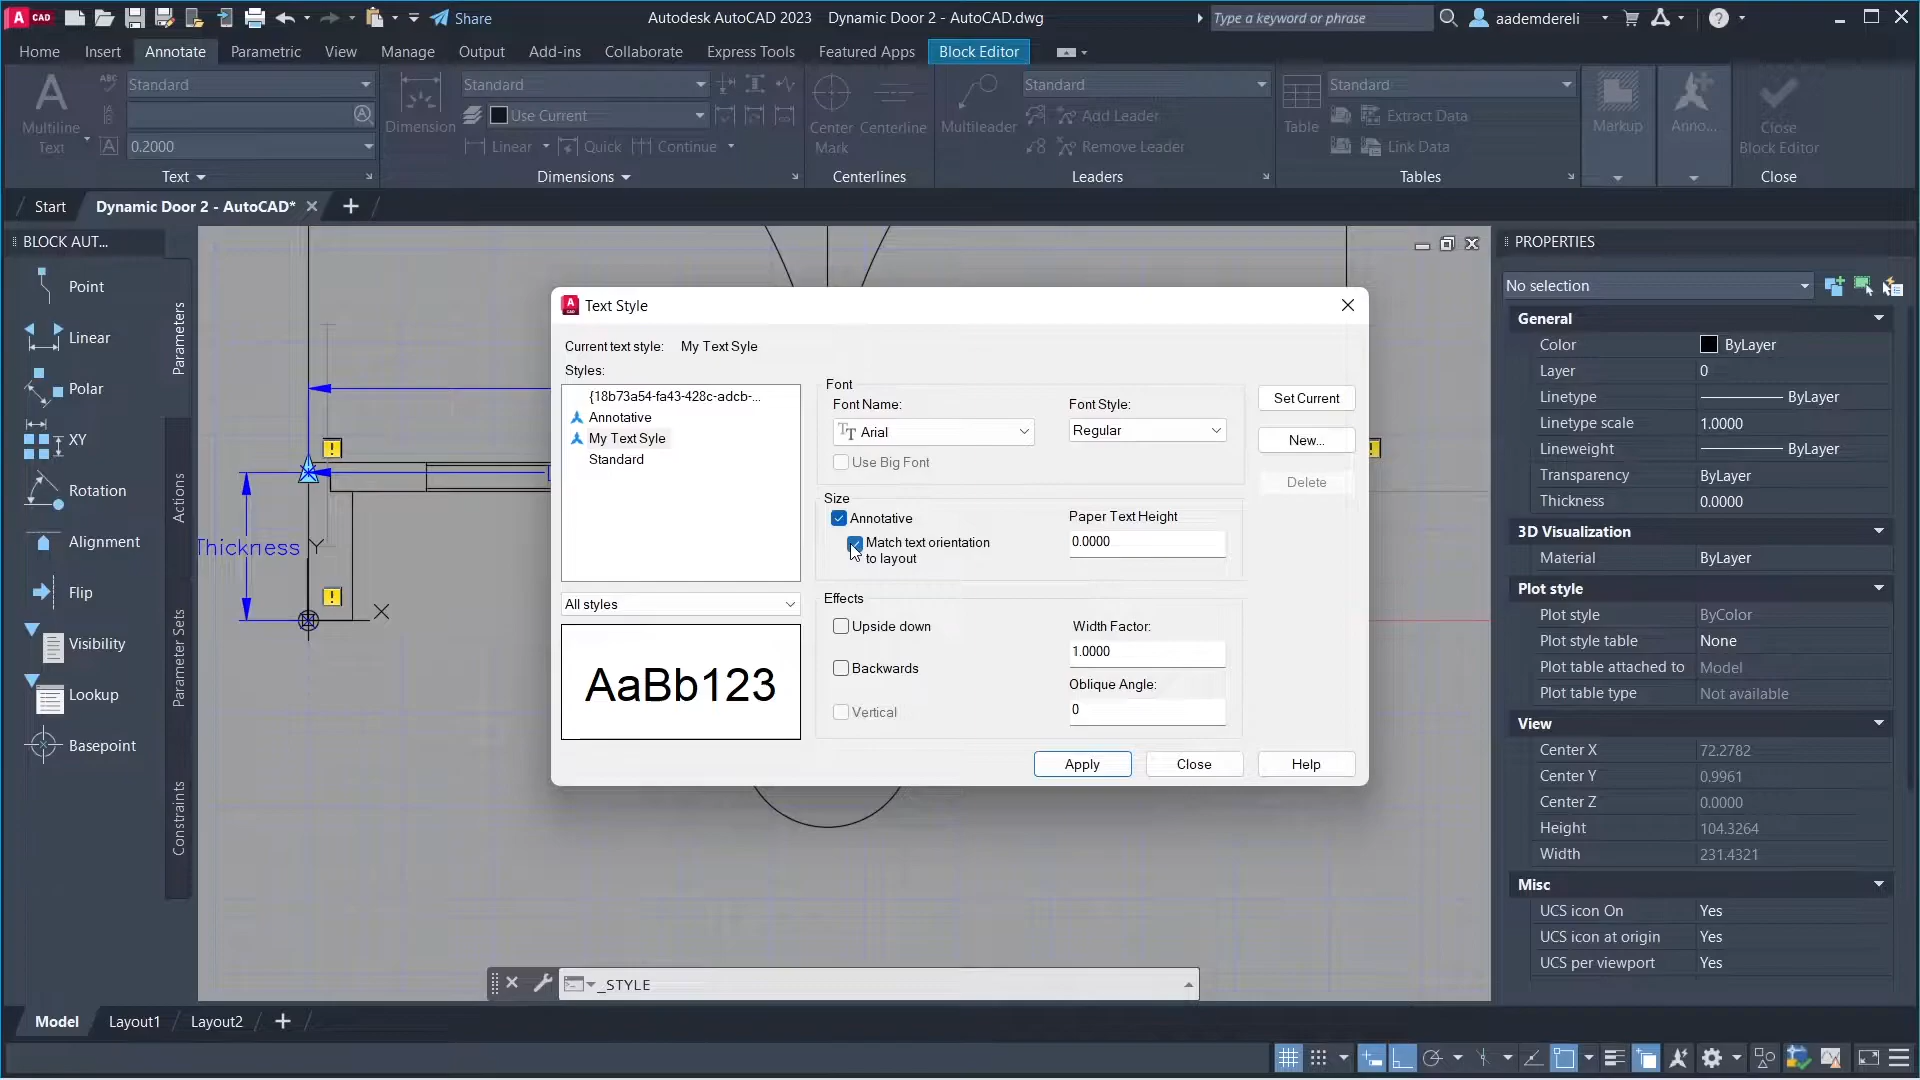 A CAD
Share
Autodesk AutoCAD 2023 Dynamic Door 2 - AutoCAD.dwg
Type a keyword or phrase
aademdereli
Home Insert Annotate Parametric View Manage Output Add-ins Collaborate Express Tools Featured Apps Block Editor
Multiline
Text
ABC
Standard
0.2000
Text
Dimension
Standard
Use Current
Linear Quick Continue
Dimensions
Center
Mark
Centerline
Centerlines
Multileader
Standard
Add Leader
Remove Leader
Leaders
Table
Standard
Extract Data
Link Data
Tables
Markup
Anno...
Close
Block Editor
Close
Start
Dynamic Door 2 - AutoCAD*
BLOCK AUT...
Point
Linear
Polar
XY
Rotation
Alignment
Flip
Visibility
Lookup
Basepoint
Parameters
Actions
Parameter Sets
Constraints
Thickness
Y
X
Text Style
Current text style: My Text Syle
Styles:
{18b73a54-fa43-428c-adcb-...
Annotative
My Text Syle
Standard
All styles
AaBb123
Font
Font Name:
Arial
Font Style:
Regular
Use Big Font
Size
Annotative
Match text orientation
to layout
Paper Text Height
0.0000
Effects
Upside down
Backwards
Vertical
Width Factor:
1.0000
Oblique Angle:
0
Set Current
New...
Delete
Apply
Close
Help
_STYLE
PROPERTIES
No selection
General
Color ByLayer
Layer 0
Linetype ByLayer
Linetype scale 1.0000
Lineweight ByLayer
Transparency ByLayer
Thickness 0.0000
3D Visualization
Material ByLayer
Plot style
Plot style ByColor
Plot style table None
Plot table attached to Model
Plot table type Not available
View
Center X 72.2782
Center Y 0.9961
Center Z 0.0000
Height 104.3264
Width 231.4321
Misc
UCS icon On Yes
UCS icon at origin Yes
UCS per viewport Yes
Model Layout1 Layout2